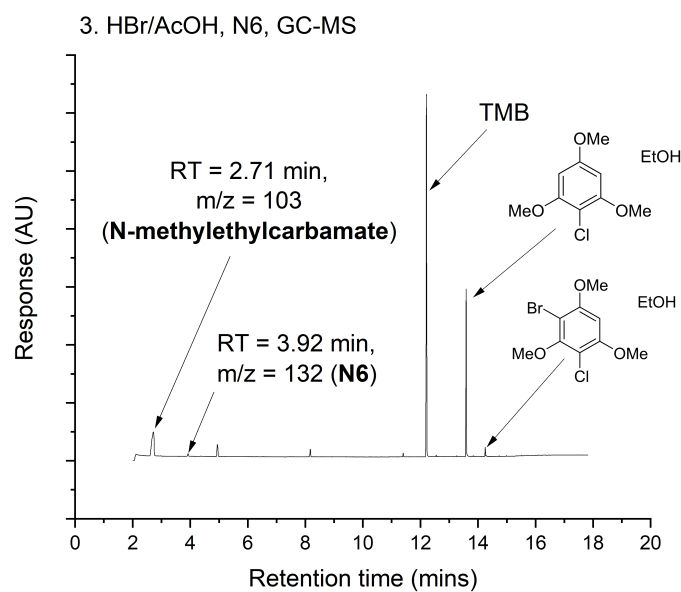 3. HBr/AcOH, N6, GC-MS
TMB
OMe
EtOH
MeO
OMe
Cl
RT = 2.71 min,
m/z = 103
(N-methylethylcarbamate)
OMe
EtOH
Br
MeO
OMe
Cl
RT = 3.92 min,
m/z = 132 (N6)
Response (AU)
0
2
4
6
8
10
12
14
16
18
20
Retention time (mins)